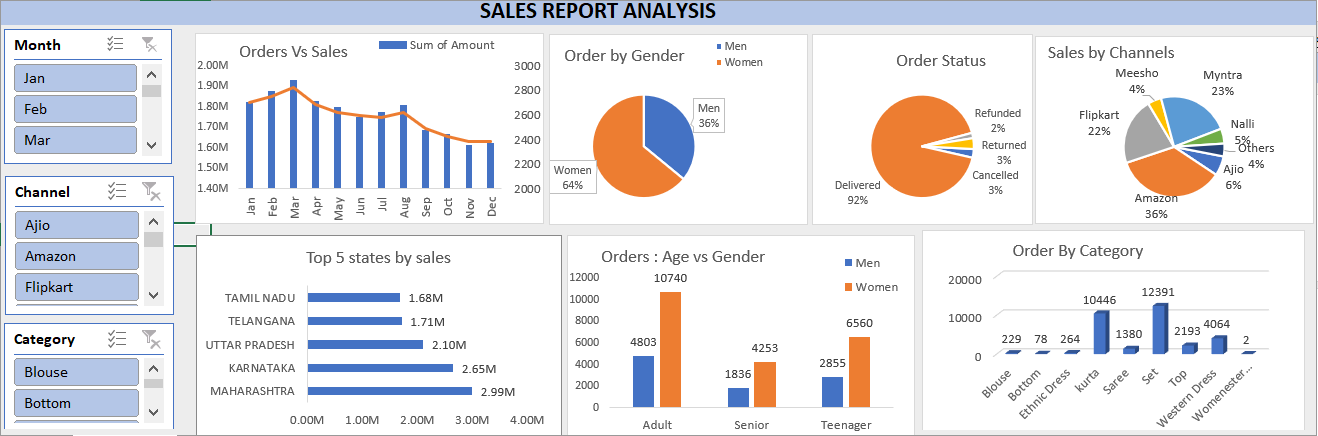 SALES REPORT ANALYSIS
Month
Jan
Feb
Mar
Channel
Ajio
Amazon
Flipkart
Category
Blouse
Bottom
Orders Vs Sales
Sum of Amount
2.00M
1.90M
1.80M
1.70M
1.60M
1.50M
1.40M
3000
2800
2600
2400
2200
2000
Jan
Feb
Mar
Apr
May
Jun
Jul
Aug
Sep
Oct
Nov
Dec
Order by Gender
Men
Women
Men
36%
Women
64%
Order Status
Refunded
2%
Returned
3%
Cancelled
3%
Delivered
92%
Sales by Channels
Meesho
4%
Myntra
23%
Flipkart
22%
Nalli
5%
Others
4%
Ajio
6%
Amazon
36%
Top 5 states by sales
TAMIL NADU
1.68M
TELANGANA
1.71M
UTTAR PRADESH
2.10M
KARNATAKA
2.65M
MAHARASHTRA
2.99M
0.00M
1.00M
2.00M
3.00M
4.00M
Orders : Age vs Gender
Men
Women
12000
10000
8000
6000
4000
2000
0
4803
10740
1836
4253
2855
6560
Adult
Senior
Teenager
Order By Category
20000
10000
0
229
78
264
10446
1380
12391
2193
4064
2
Blouse
Bottom
Ethnic Dress
kurta
Saree
Set
Top
Western Dress
Womenester...